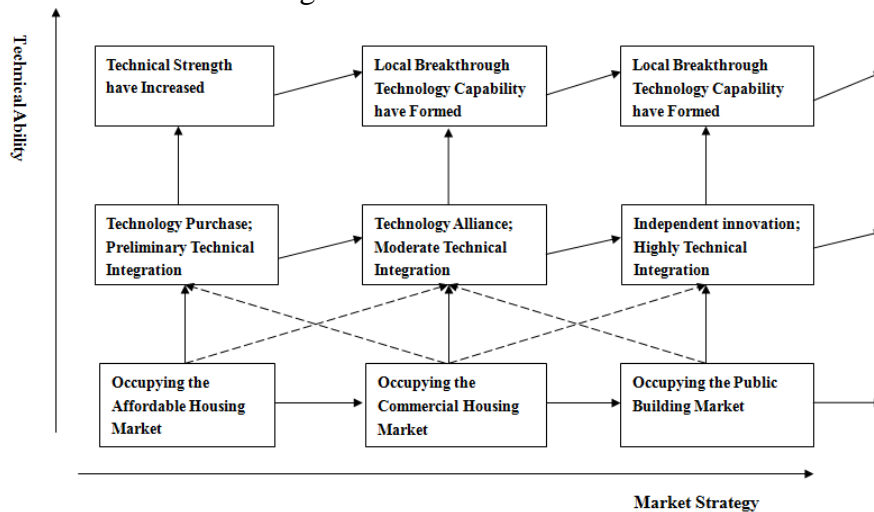 Technical Ability
Technical Strength
have Increased
Local Breakthrough
Technology Capability
have Formed
Local Breakthrough
Technology Capability
have Formed
Technology Purchase;
Preliminary Technical
Integration
Technology Alliance;
Moderate Technical
Integration
Independent innovation;
Highly Technical
Integration
Occupying the
Affordable Housing
Market
Occupying the
Commercial Housing
Market
Occupying the Public
Building Market
Market Strategy